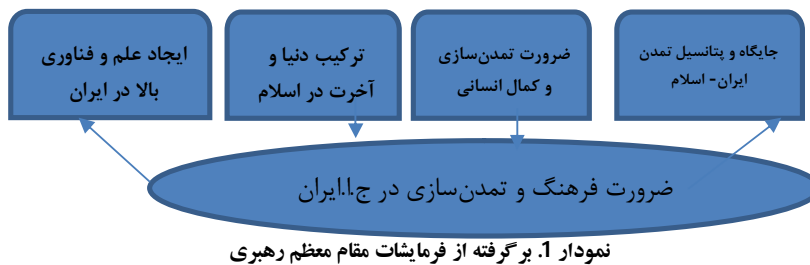 جایگاه و پتانسیل تمدن
ایران- اسلام
ضرورت تمدن‌سازی
و کمال انسانی
ترکیب دنیا و
آخرت در اسلام
ایجاد علم و فناوری
بالا در ایران
ضرورت فرهنگ و تمدن‌سازی در ج.ا.ایران
نمودار 1. برگرفته از فرمایشات مقام معظم رهبری